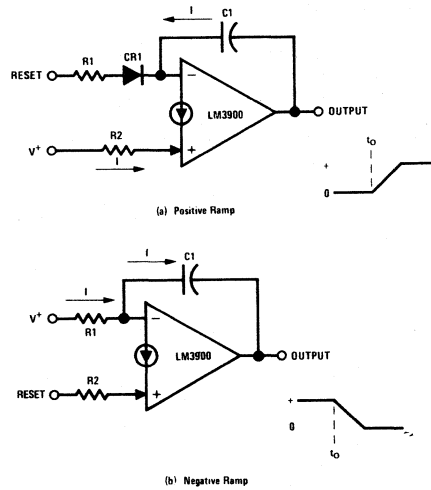 I
C1
R1
CR1
RESET
−
LM3900
OUTPUT
V+
R2
+
I
to
+
0
(a) Positive Ramp
I
C1
I
V+
R1
−
LM3900
OUTPUT
RESET
R2
+
+
0
to
(b) Negative Ramp